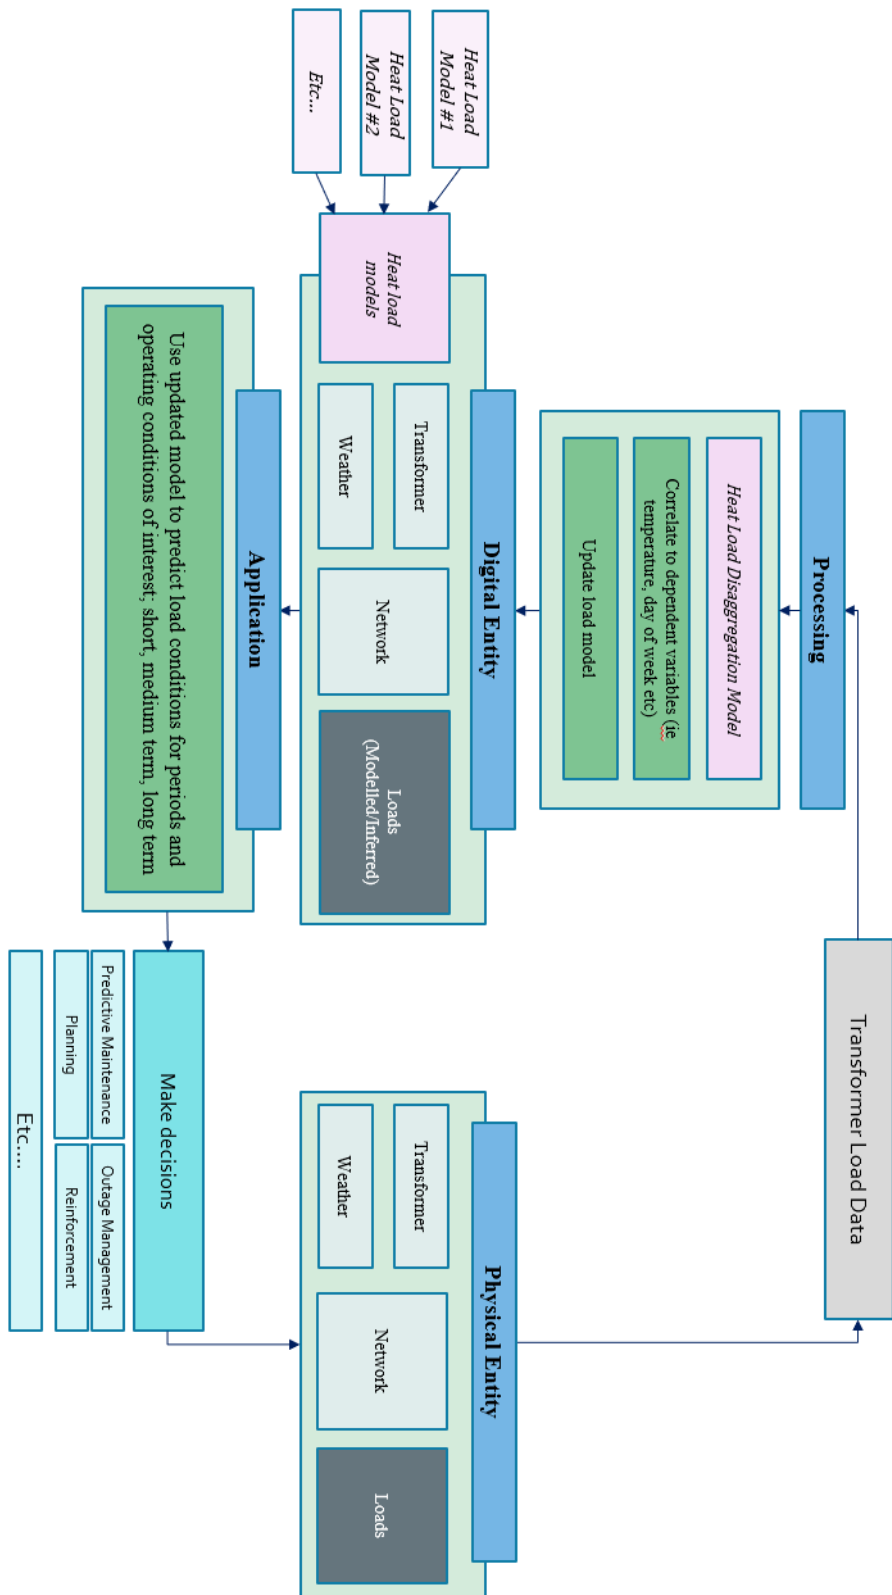 Transformer Load Data
Processing
Heat Load Disaggregation Model
Correlate to dependent variables (ie
temperature, day of week etc)
Update load model
Heat Load
Model #1
Heat Load
Model #2
Etc...
Digital Entity
Heat load
models
Transformer
Weather
Network
Loads
(Modelled/Inferred)
Physical Entity
Transformer
Weather
Network
Loads
Application
Use updated model to predict load conditions for periods and
operating conditions of interest; short, medium term, long term
Make decisions
Predictive Maintenance
Outage Management
Planning
Reinforcement
Etc.....